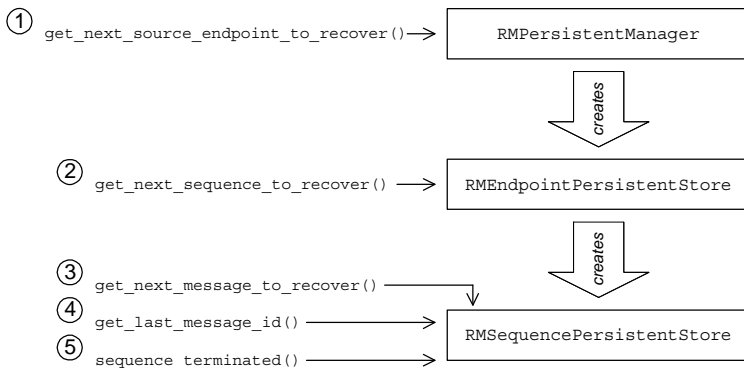 1
get_next_source_endpoint_to_recover()
RMPersistentManager
creates
2
get_next_sequence_to_recover()
RMEndpointPersistentStore
creates
3
get_next_message_to_recover()
4
get_last_message_id()
RMSequencePersistentStore
5
sequence terminated()